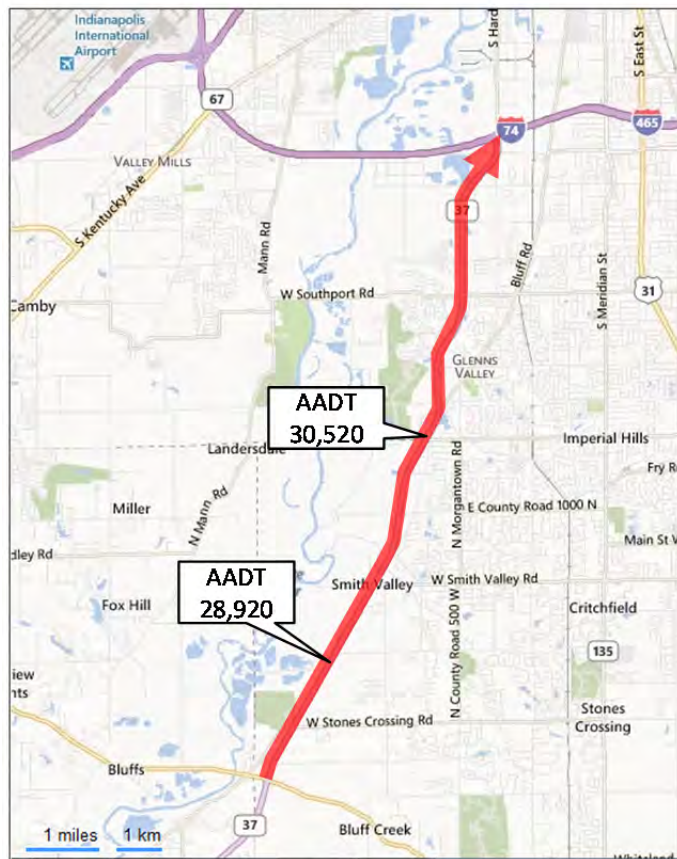 Indianapolis
International
Airport
S Hard
S East St
67
74
465
VALLEY MILLS
S Kentucky Ave
37
Mann Rd
Bluff Rd
S Meridian St
Camby
W Southport Rd
31
GLENNS
VALLEY
AADT
30,520
Landersdale
Imperial Hills
N Mann Rd
N Morgantown Rd
Fry R
Miller
E County Road 1000 N
dley Rd
Main St W
AADT
28,920
Smith Valley
W Smith Valley Rd
Fox Hill
Critchfield
N County Road 500 W
135
iew
nts
W Stones Crossing Rd
Stones
Crossing
Bluffs
37
Bluff Creek
1 miles
1 km